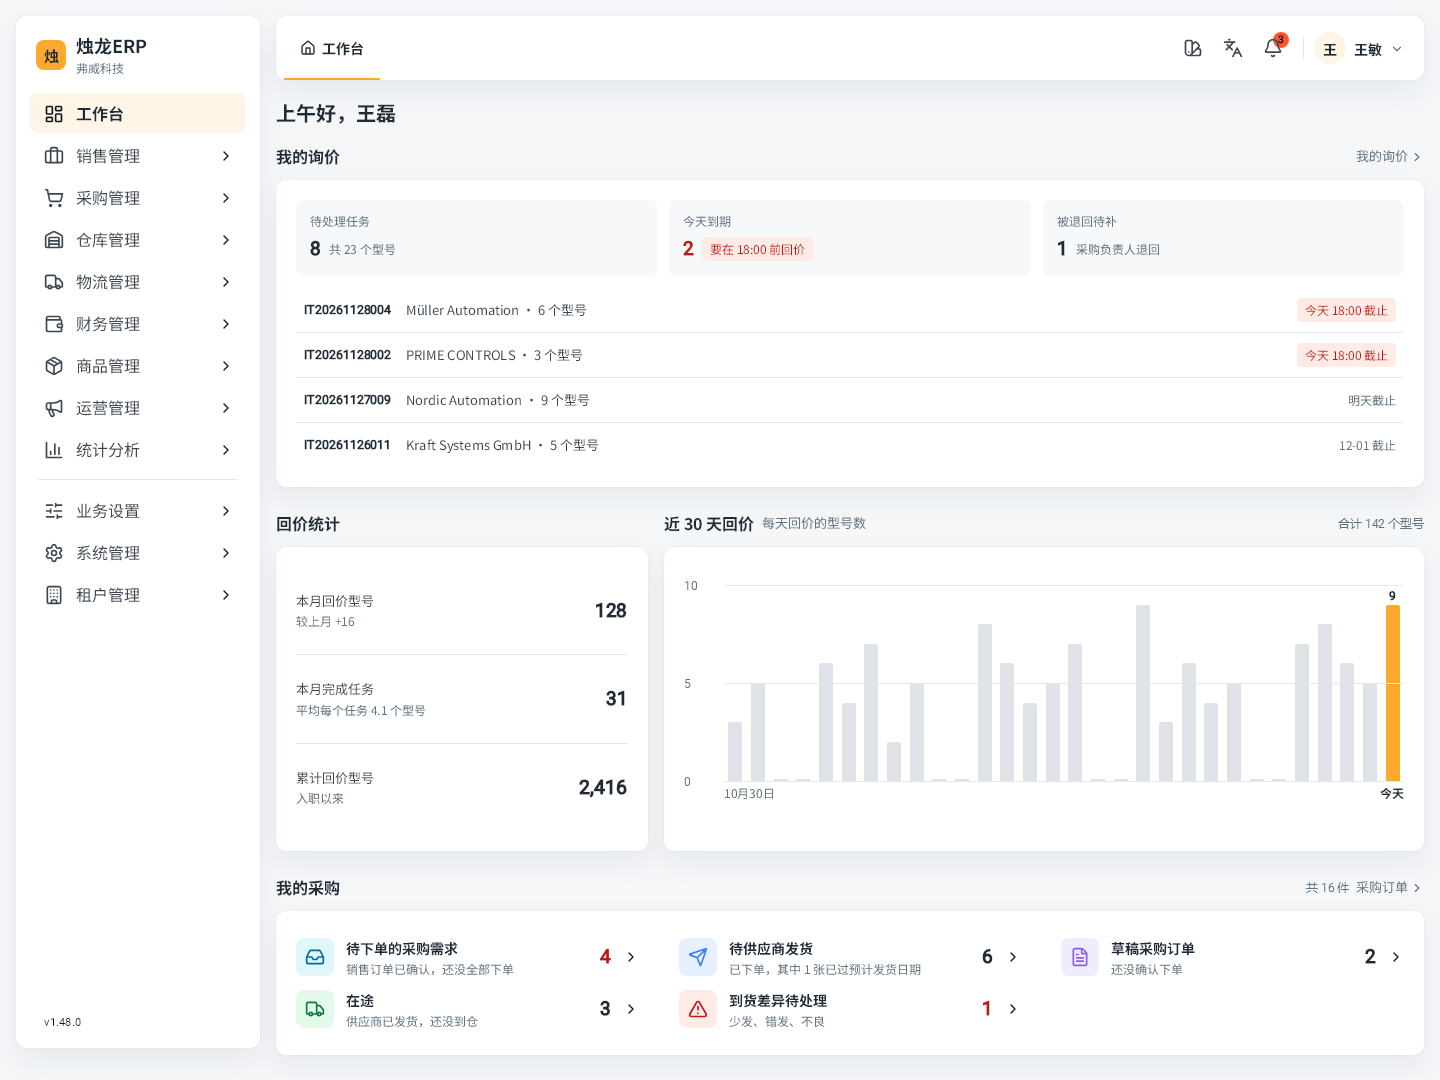 烛
烛龙ERP
弗威科技
工作台
销售管理
采购管理
仓库管理
物流管理
财务管理
商品管理
运营管理
统计分析
业务设置
系统管理
租户管理
v1.48.0
工作台
3
王
王敏
上午好，王磊
我的询价
我的询价
待处理任务
8 共 23 个型号
今天到期
2 要在 18:00 前回价
被退回待补
1 采购负责人退回
IT20261128004 Müller Automation • 6 个型号 今天 18:00 截止
IT20261128002 PRIME CONTROLS • 3 个型号 今天 18:00 截止
IT20261127009 Nordic Automation • 9 个型号 明天截止
IT20261126011 Kraft Systems GmbH • 5 个型号 12-01 截止
回价统计
本月回价型号
较上月 +16
128
本月完成任务
平均每个任务 4.1 个型号
31
累计回价型号
入职以来
2,416
近 30 天回价 每天回价的型号数 合计 142 个型号
10
9
5
0
10月30日 今天
我的采购
共 16 件 采购订单
待下单的采购需求
销售订单已确认，还没全部下单
4
待供应商发货
已下单，其中 1 张已过预计发货日期
6
草稿采购订单
还没确认下单
2
在途
供应商已发货，还没到仓
3
到货差异待处理
少发、错发、不良
1